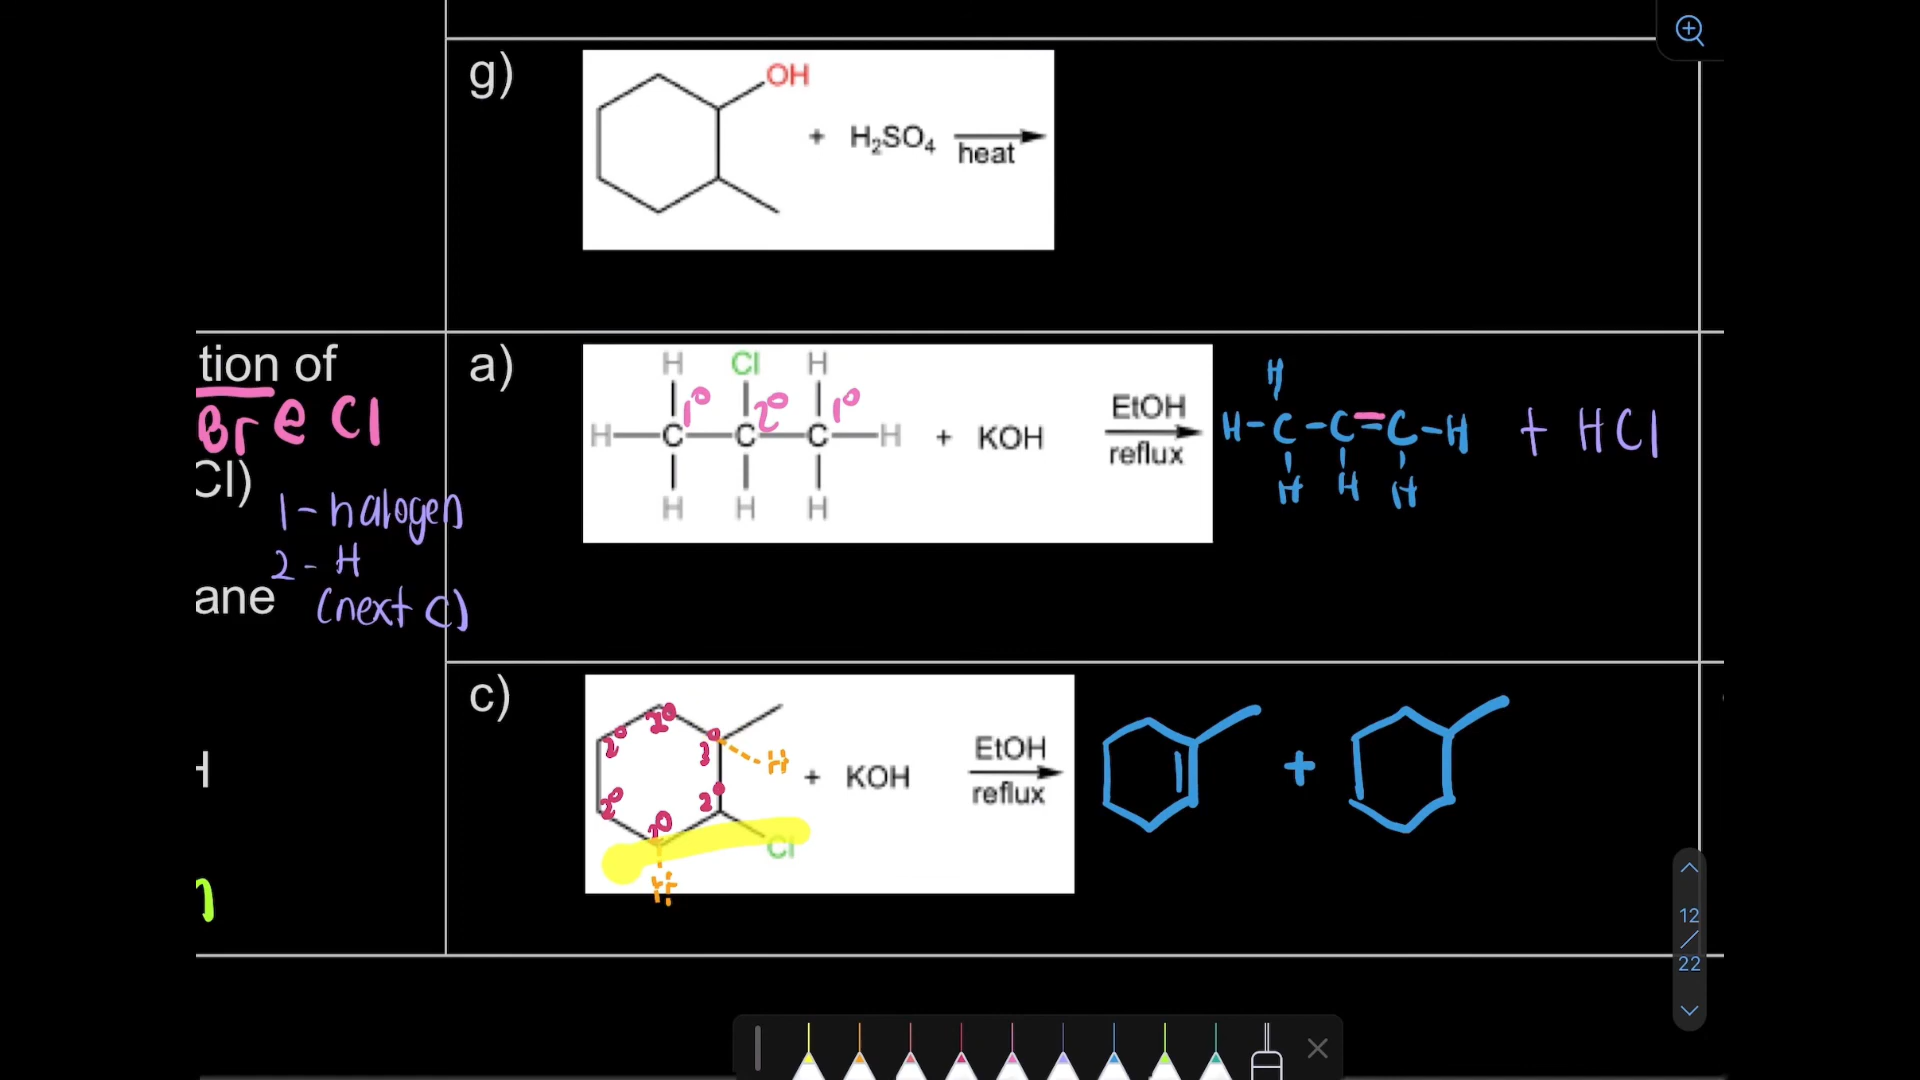 g)
OH
+ H₂SO₄ heat
tion of
Br e Cl
Cl)
1 - halogen
2 - H
ane
(next C)
H
a)
H Cl H
1° 2° 1°
H C C C H + KOH
H H H
EtOH
reflux
H
H-C-C=C-H + HCl
H H H
c)
2° 2° 3° H
2° 2° 2°
Cl
H
+ KOH
EtOH
reflux
+
12
/
22